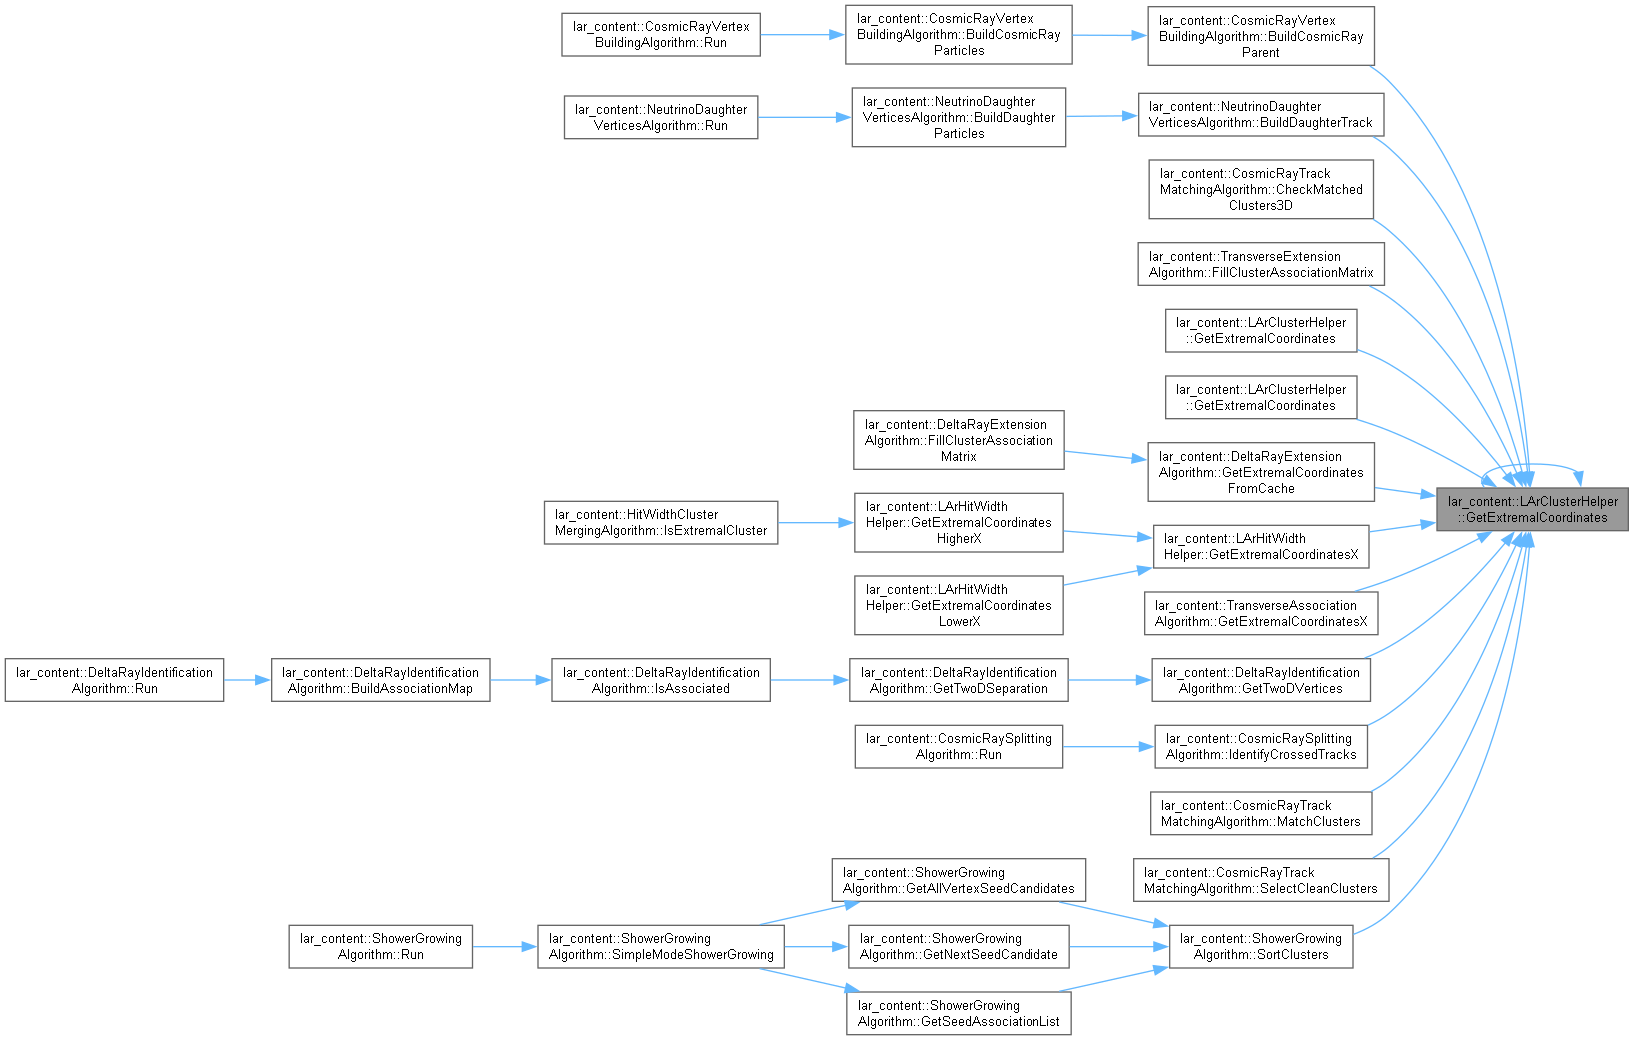 lar_content::CosmicRayVertex
BuildingAlgorithm::Run
lar_content::CosmicRayVertex
BuildingAlgorithm::BuildCosmicRay
Particles
lar_content::CosmicRayVertex
BuildingAlgorithm::BuildCosmicRay
Parent
lar_content::NeutrinoDaughter
VerticesAlgorithm::Run
lar_content::NeutrinoDaughter
VerticesAlgorithm::BuildDaughter
Particles
lar_content::NeutrinoDaughter
VerticesAlgorithm::BuildDaughterTrack
lar_content::CosmicRayTrack
MatchingAlgorithm::CheckMatched
Clusters3D
lar_content::TransverseExtension
Algorithm::FillClusterAssociationMatrix
lar_content::LArClusterHelper
::GetExtremalCoordinates
lar_content::LArClusterHelper
::GetExtremalCoordinates
lar_content::DeltaRayExtension
Algorithm::FillClusterAssociation
Matrix
lar_content::DeltaRayExtension
Algorithm::GetExtremalCoordinates
FromCache
lar_content::LArClusterHelper
::GetExtremalCoordinates
lar_content::HitWidthCluster
MergingAlgorithm::IsExtremalCluster
lar_content::LArHitWidth
Helper::GetExtremalCoordinates
HigherX
lar_content::LArHitWidth
Helper::GetExtremalCoordinatesX
lar_content::LArHitWidth
Helper::GetExtremalCoordinates
LowerX
lar_content::TransverseAssociation
Algorithm::GetExtremalCoordinatesX
lar_content::DeltaRayIdentification
Algorithm::Run
lar_content::DeltaRayIdentification
Algorithm::BuildAssociationMap
lar_content::DeltaRayIdentification
Algorithm::IsAssociated
lar_content::DeltaRayIdentification
Algorithm::GetTwoDSeparation
lar_content::DeltaRayIdentification
Algorithm::GetTwoDVertices
lar_content::CosmicRaySplitting
Algorithm::Run
lar_content::CosmicRaySplitting
Algorithm::IdentifyCrossedTracks
lar_content::CosmicRayTrack
MatchingAlgorithm::MatchClusters
lar_content::CosmicRayTrack
MatchingAlgorithm::SelectCleanClusters
lar_content::ShowerGrowing
Algorithm::GetAllVertexSeedCandidates
lar_content::ShowerGrowing
Algorithm::Run
lar_content::ShowerGrowing
Algorithm::SimpleModeShowerGrowing
lar_content::ShowerGrowing
Algorithm::GetNextSeedCandidate
lar_content::ShowerGrowing
Algorithm::SortClusters
lar_content::ShowerGrowing
Algorithm::GetSeedAssociationList